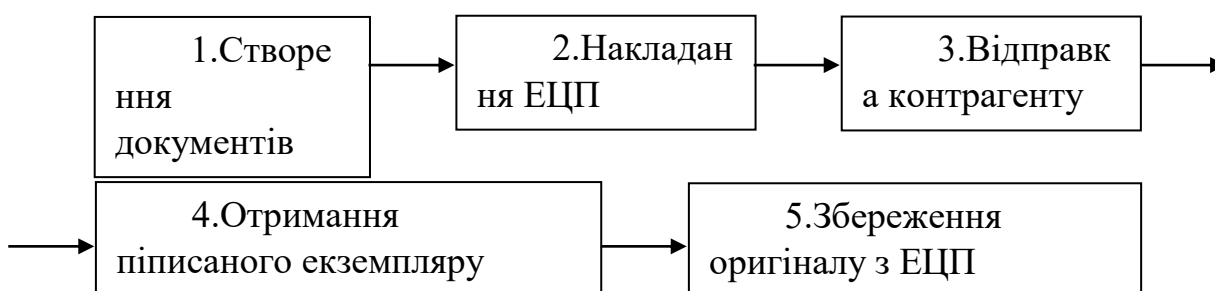 1.Створе
ння
документів
2.Накладан
ня ЕЦП
3.Відправк
а контрагенту
4.Отримання
піписаного екземпляру
5.Збереження
оригіналу з ЕЦП